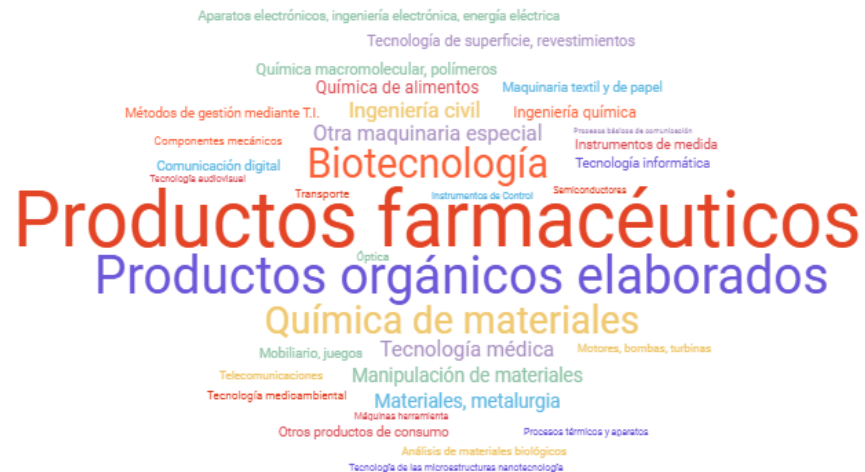 Aparatos electrónicos, ingeniería electrónica, energía eléctrica
Tecnología de superficie, revestimientos
Química macromolecular, polímeros
Química de alimentos
Maquinaria textil y de papel
Métodos de gestión mediante T.I.
Ingeniería civil
Ingeniería química
Otra maquinaria especial
Procesos básicos de comunicación
Componentes mecánicos
Instrumentos de medida
Biotecnología
Comunicación digital
Tecnología informática
Tecnología audiovisual
Transporte
Instrumentos de Control
Semiconductores
Productos farmacéuticos
Óptica
Productos orgánicos elaborados
Química de materiales
Mobiliario, juegos
Tecnología médica
Motores, bombas, turbinas
Telecomunicaciones
Manipulación de materiales
Tecnología medioambiental
Materiales, metalurgia
Máquinas herramienta
Otros productos de consumo
Procesos térmicos y aparatos
Análisis de materiales biológicos
Tecnología de las microestructuras nanotecnología